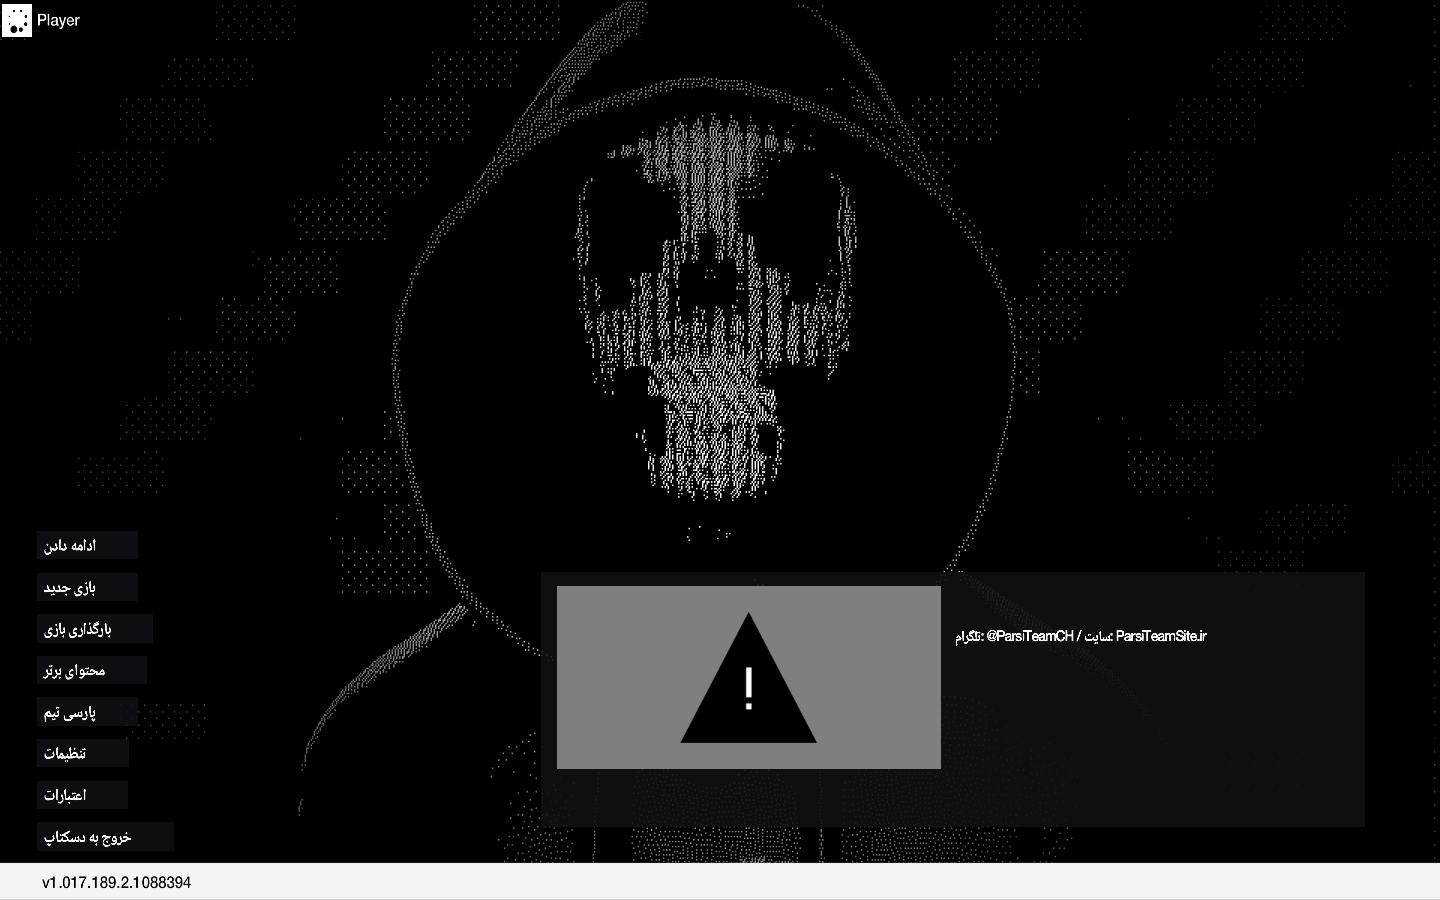 Player
ادامه دادن
بازی جدید
بارگذاری بازی
محتوای برتر
پارسی تیم
تنظیمات
اعتبارات
خروج به دسکتاپ
!
تلگرام: @ParsiTeamCH / سایت: ParsiTeamSite.ir
v1.017.189.2.1088394